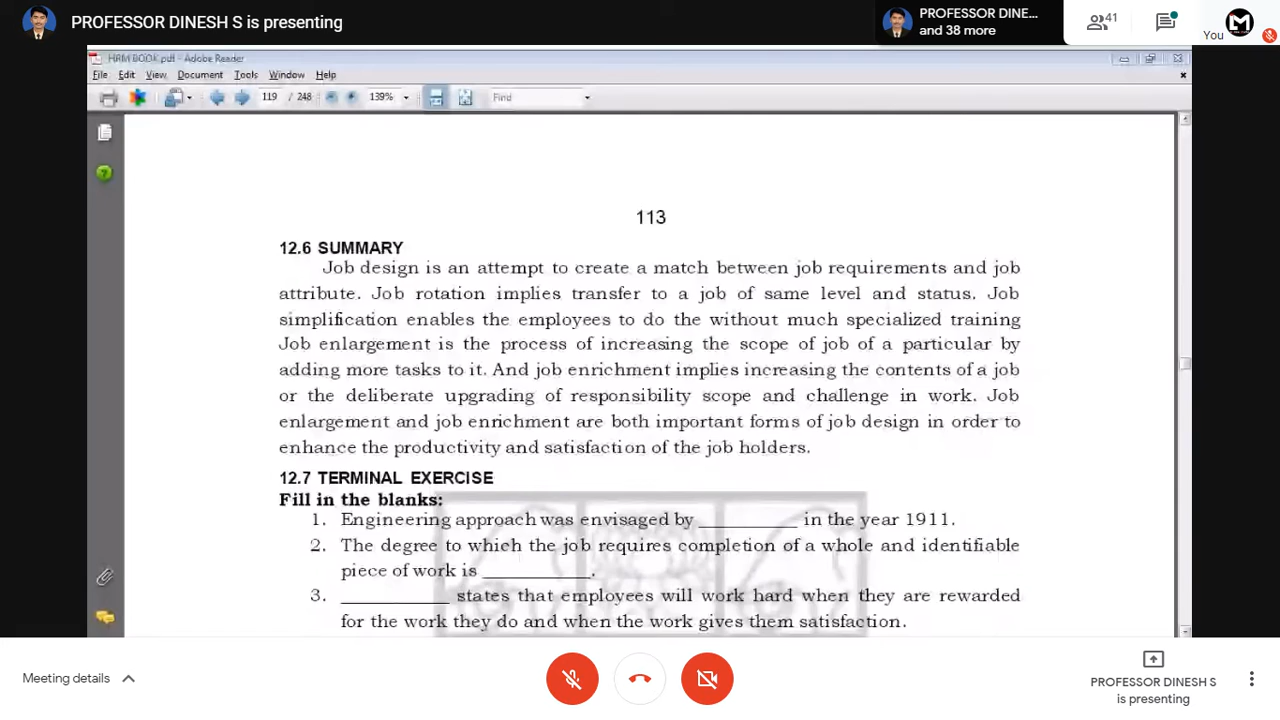 PROFESSOR DINESH S is presenting
PROFESSOR DINE...
and 38 more
41
You
HRM BOOK.pdf - Adobe Reader
File Edit View Document Tools Window Help
119 / 248 139% Find
113
12.6 SUMMARY
Job design is an attempt to create a match between job requirements and job
attribute. Job rotation implies transfer to a job of same level and status. Job
simplification enables the employees to do the without much specialized training
Job enlargement is the process of increasing the scope of job of a particular by
adding more tasks to it. And job enrichment implies increasing the contents of a job
or the deliberate upgrading of responsibility scope and challenge in work. Job
enlargement and job enrichment are both important forms of job design in order to
enhance the productivity and satisfaction of the job holders.
12.7 TERMINAL EXERCISE
Fill in the blanks:
1. Engineering approach was envisaged by __________ in the year 1911.
2. The degree to which the job requires completion of a whole and identifiable
piece of work is ___________.
3. ___________ states that employees will work hard when they are rewarded
for the work they do and when the work gives them satisfaction.
Meeting details
PROFESSOR DINESH S
is presenting